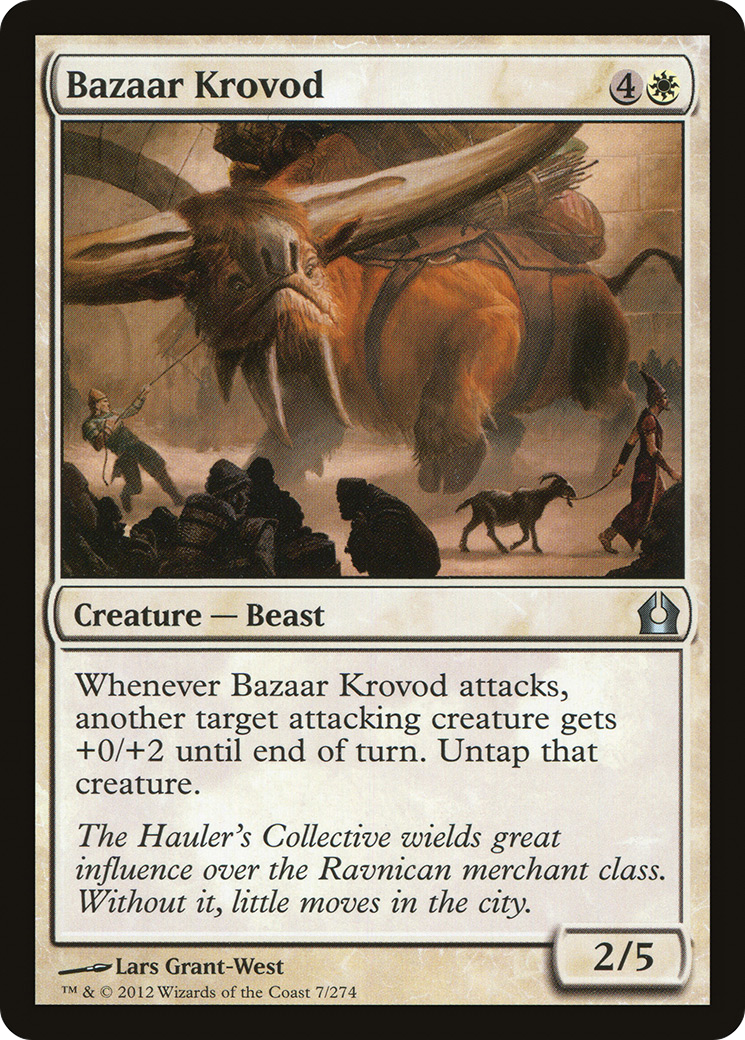 Bazaar Krovod 4
Creature — Beast
Whenever Bazaar Krovod attacks,
another target attacking creature gets
+0/+2 until end of turn. Untap that
creature.
The Hauler's Collective wields great
influence over the Ravnican merchant class.
Without it, little moves in the city.
2/5
Lars Grant-West
™ & © 2012 Wizards of the Coast 7/274